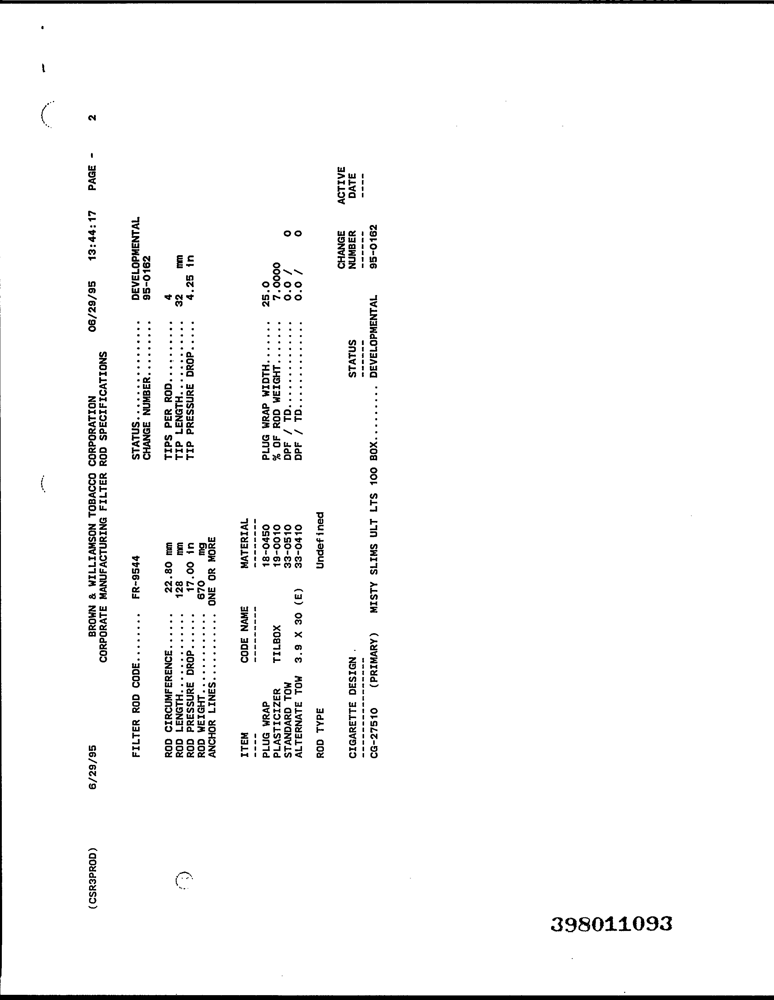 (CSR3PROD) 6/29/95 BROWN & WILLIAMSON TOBACCO CORPORATION 06/29/95 13:44:17 PAGE - 2
CORPORATE MANUFACTURING FILTER ROD SPECIFICATIONS
FILTER ROD CODE........ FR-9544 STATUS................ DEVELOPMENTAL
CHANGE NUMBER......... 95-0162
ROD CIRCUMFERENCE...... 22.80 mm TIPS PER ROD.......... 4
ROD LENGTH............. 128 mm TIP LENGTH............ 32 mm
ROD PRESSURE DROP...... 17.00 in TIP PRESSURE DROP..... 4.25 in
ROD WEIGHT............. 670 mg
ANCHOR LINES........... ONE OR MORE
ITEM CODE NAME MATERIAL
---- --------- --------
PLUG WRAP 18-0450 PLUG WRAP WIDTH....... 25.0
PLASTICIZER TILBOX 19-0010 % OF ROD WEIGHT....... 7.0000
STANDARD TOW 33-0510 DPF / TD.............. 0.0 / 0
ALTERNATE TOW 3.9 X 30 (E) 33-0410 DPF / TD.............. 0.0 / 0
ROD TYPE Undefined
CIGARETTE DESIGN STATUS CHANGE NUMBER ACTIVE DATE
---------------- ------ ------ ----
CG-27510 (PRIMARY) MISTY SLIMS ULT LTS 100 BOX......... DEVELOPMENTAL 95-0162
398011093